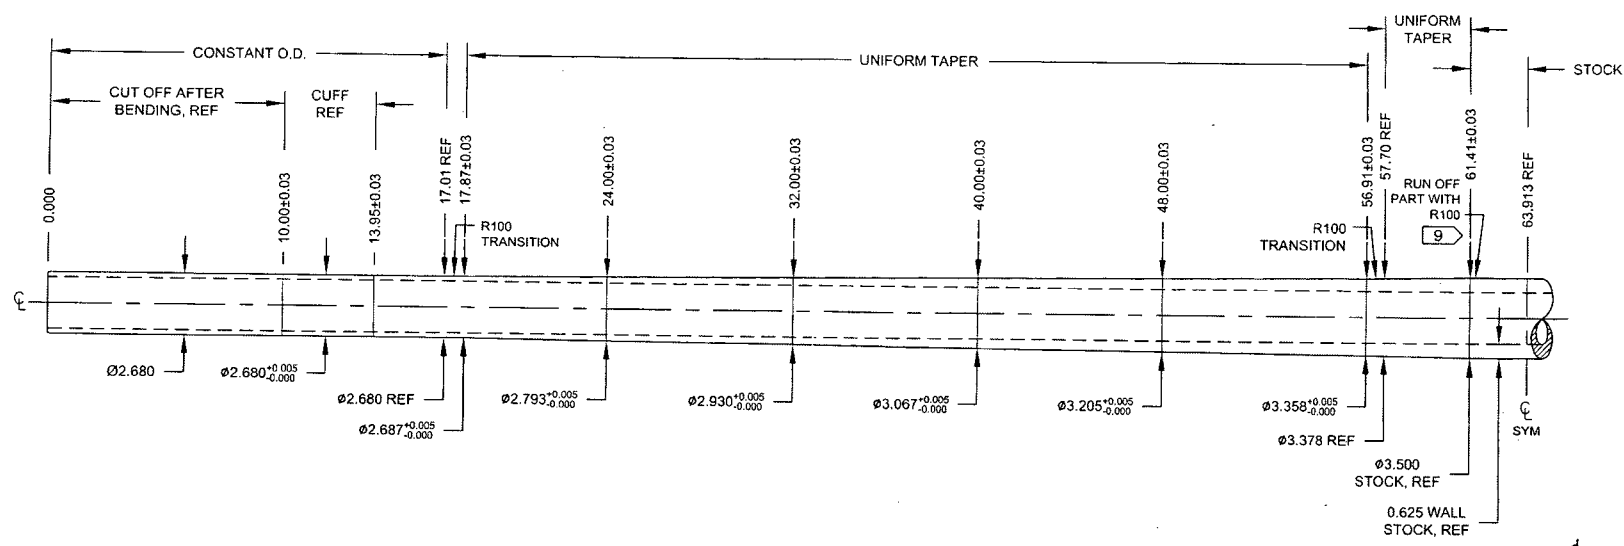 UNIFORM
TAPER
CONSTANT O.D.
UNIFORM TAPER
STOCK
CUT OFF AFTER
BENDING, REF
CUFF
REF
0.000
10.00±0.03
13.95±0.03
17.01 REF
17.87±0.03
24.00±0.03
32.00±0.03
40.00±0.03
48.00±0.03
56.91±0.03
57.70 REF
61.41±0.03
63.913 REF
RUN OFF
PART WITH
R100
9
R100
TRANSITION
R100
TRANSITION
℄
Ø2.680
Ø2.680+0.005
-0.000
Ø2.680 REF
Ø2.687+0.005
-0.000
Ø2.793+0.005
-0.000
Ø2.930+0.005
-0.000
Ø3.067+0.005
-0.000
Ø3.205+0.005
-0.000
Ø3.358+0.005
-0.000
Ø3.378 REF
Ø3.500
STOCK, REF
0.625 WALL
STOCK, REF
℄
SYM